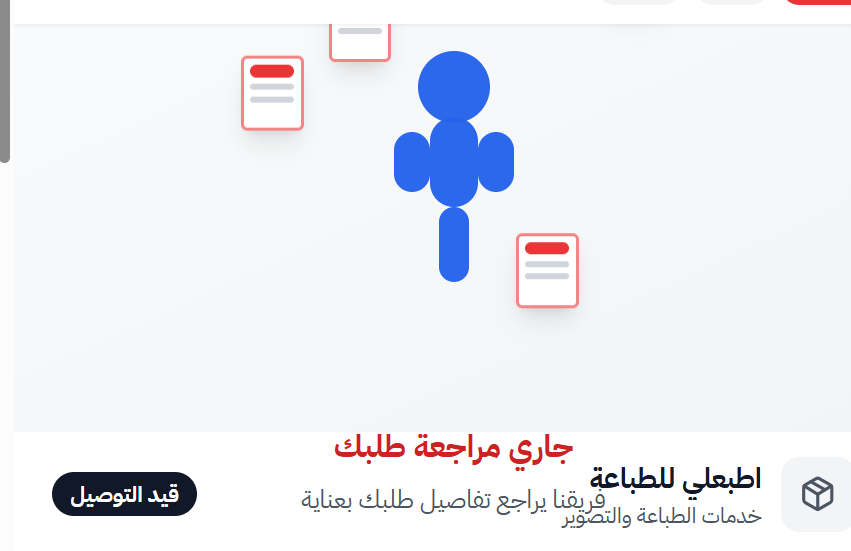 جاري مراجعة طلبك
اطبعلي للطباعة
فريقنا يراجع تفاصيل طلبك بعناية
خدمات الطباعة والتصوير
قيد التوصيل